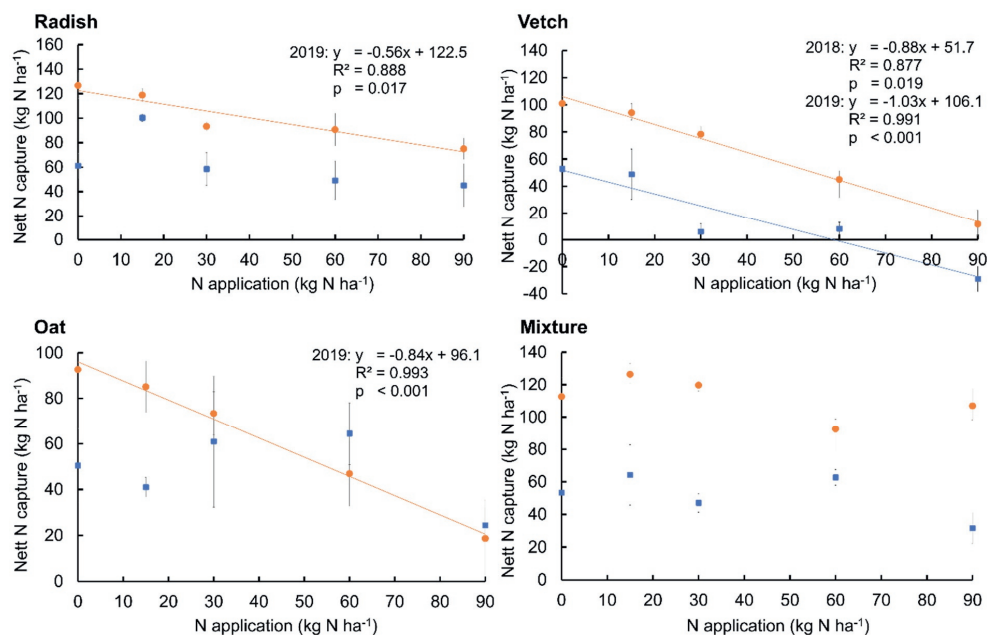 Radish
2019: y = -0.56x + 122.5
R² = 0.888
p = 0.017
Nett N capture (kg N ha⁻¹)
160
140
120
100
80
60
40
20
0
0 10 20 30 40 50 60 70 80 90
N application (kg N ha⁻¹)
Vetch
2018: y = -0.88x + 51.7
R² = 0.877
p = 0.019
2019: y = -1.03x + 106.1
R² = 0.991
p < 0.001
Nett N capture (kg N ha⁻¹)
140
120
100
80
60
40
20
0
-20
-40
0 10 20 30 40 50 60 70 80 90
N application (kg N ha⁻¹)
Oat
2019: y = -0.84x + 96.1
R² = 0.993
p < 0.001
Nett N capture (kg N ha⁻¹)
100
80
60
40
20
0
0 10 20 30 40 50 60 70 80 90
N application (kg N ha⁻¹)
Mixture
Nett N capture (kg N ha⁻¹)
140
120
100
80
60
40
20
0
0 10 20 30 40 50 60 70 80 90
N application (kg N ha⁻¹)